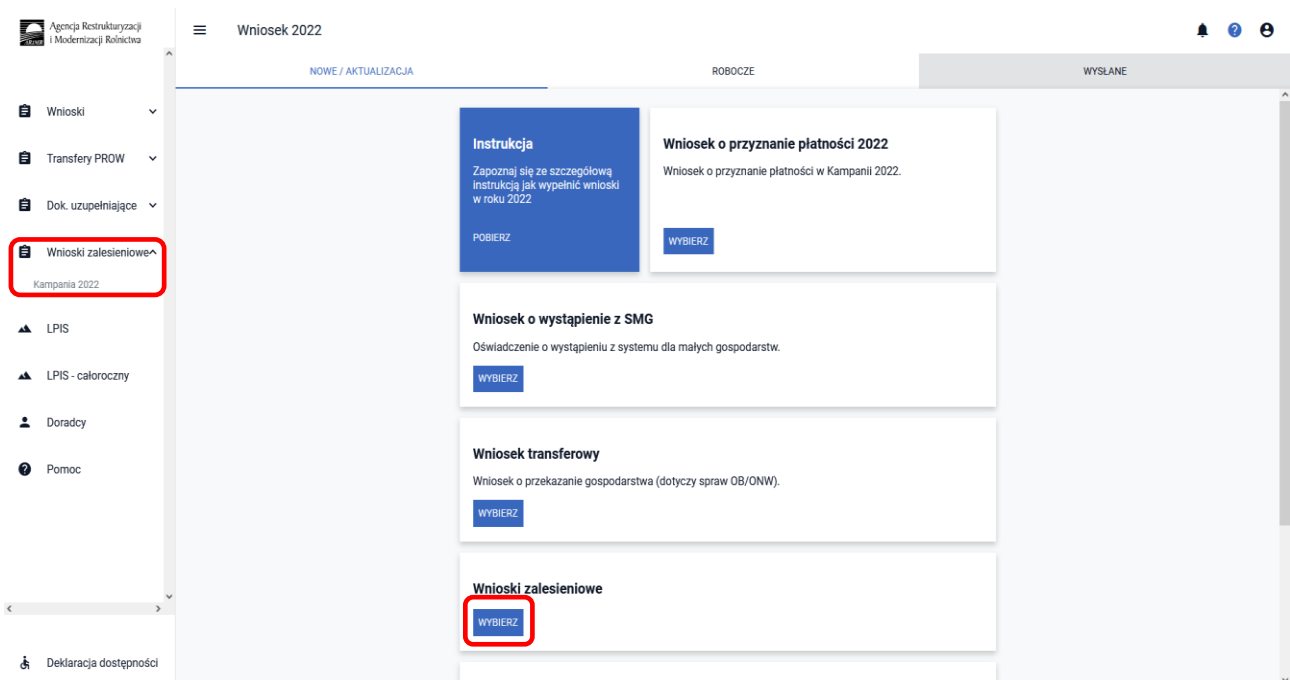 Agencja Restrukturyzacji
i Modernizacji Rolnictwa
Wniosek 2022
NOWE / AKTUALIZACJA
ROBOCZE
WYSŁANE
Wnioski
Transfery PROW
Dok. uzupełniające
Wnioski zalesieniowe
Kampania 2022
LPIS
LPIS - całoroczny
Doradcy
Pomoc
Deklaracja dostępności
Instrukcja
Zapoznaj się ze szczegółową
instrukcją jak wypełnić wnioski
w roku 2022
POBIERZ
Wniosek o przyznanie płatności 2022
Wniosek o przyznanie płatności w Kampanii 2022.
WYBIERZ
Wniosek o wystąpienie z SMG
Oświadczenie o wystąpieniu z systemu dla małych gospodarstw.
WYBIERZ
Wniosek transferowy
Wniosek o przekazanie gospodarstwa (dotyczy spraw OB/ONW).
WYBIERZ
Wnioski zalesieniowe
WYBIERZ